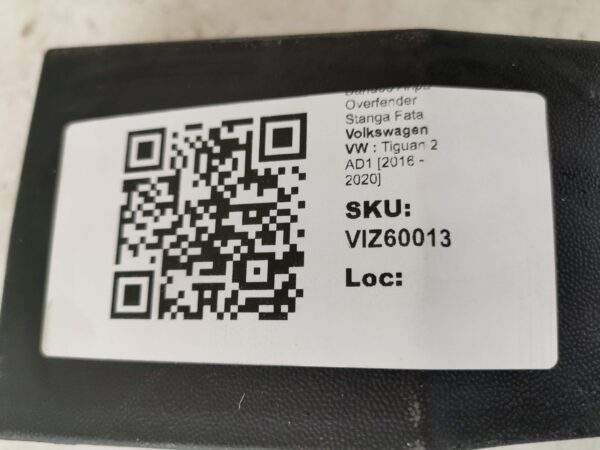 Overfender
Stanga Fata
Volkswagen
VW : Tiguan 2
AD1 [2016 -
2020]
SKU:
VIZ60013
Loc: